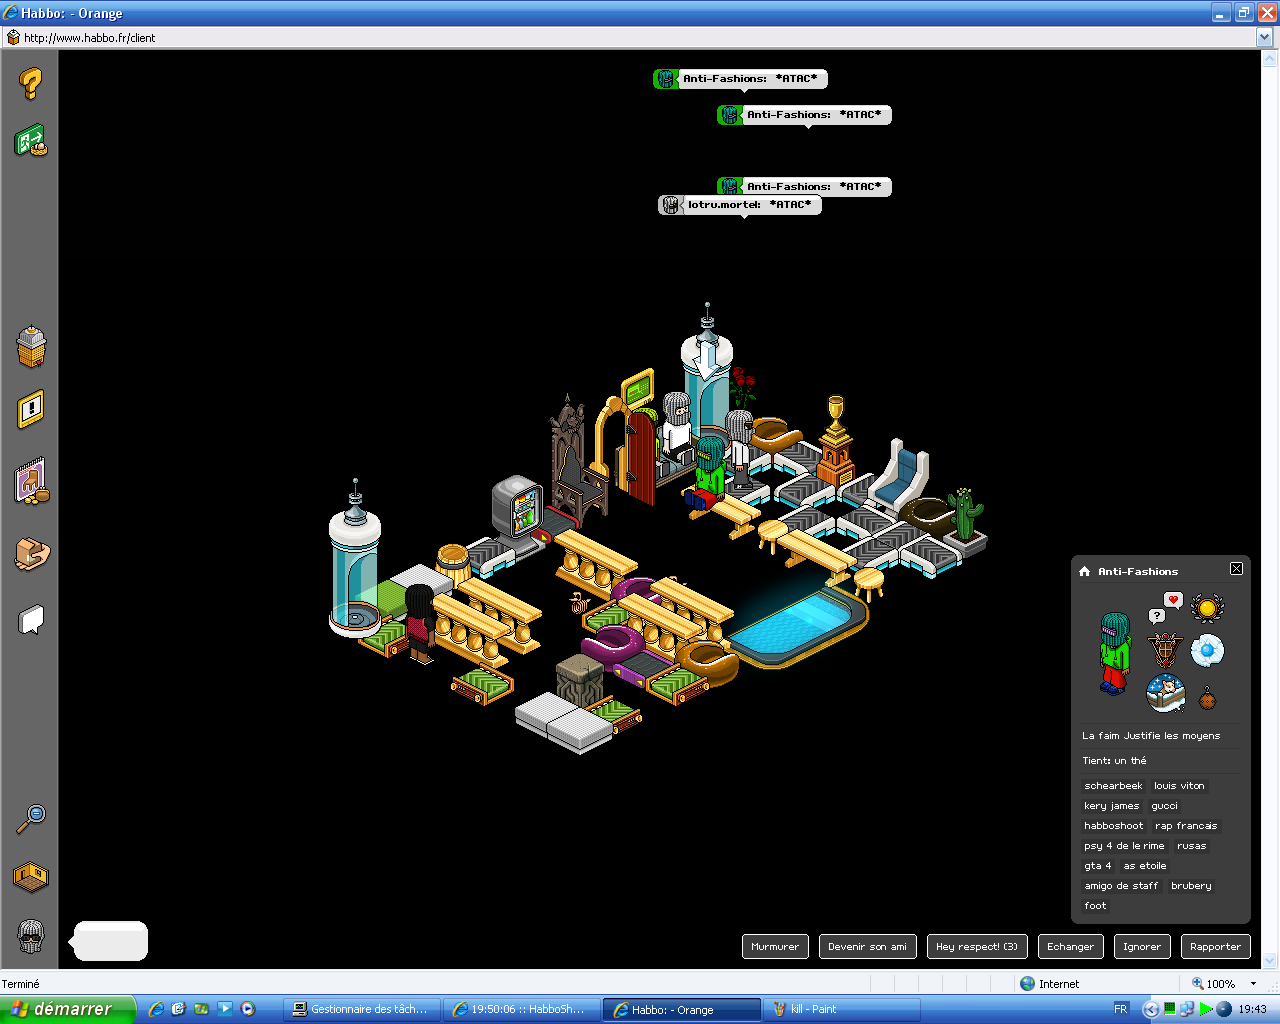 Habbo: - Orange
http://www.habbo.fr/client
Anti-Fashions: *ATAC*
Anti-Fashions: *ATAC*
Anti-Fashions: *ATAC*
lotru.mortel: *ATAC*
Anti-Fashions
La faim Justifie les moyens
Tient: un thé
schearbeek louis viton
kery james gucci
habboshoot rap francais
psy 4 de le rime rusas
gta 4 as etoile
amigo de staff brubery
foot
Murmurer Devenir son ami Hey respect! (3) Echanger Ignorer Rapporter
Terminé Internet 100%
démarrer Gestionnaire des tâch... 19:50:06 :: HabboSh... Habbo: - Orange kill - Paint FR 19:43